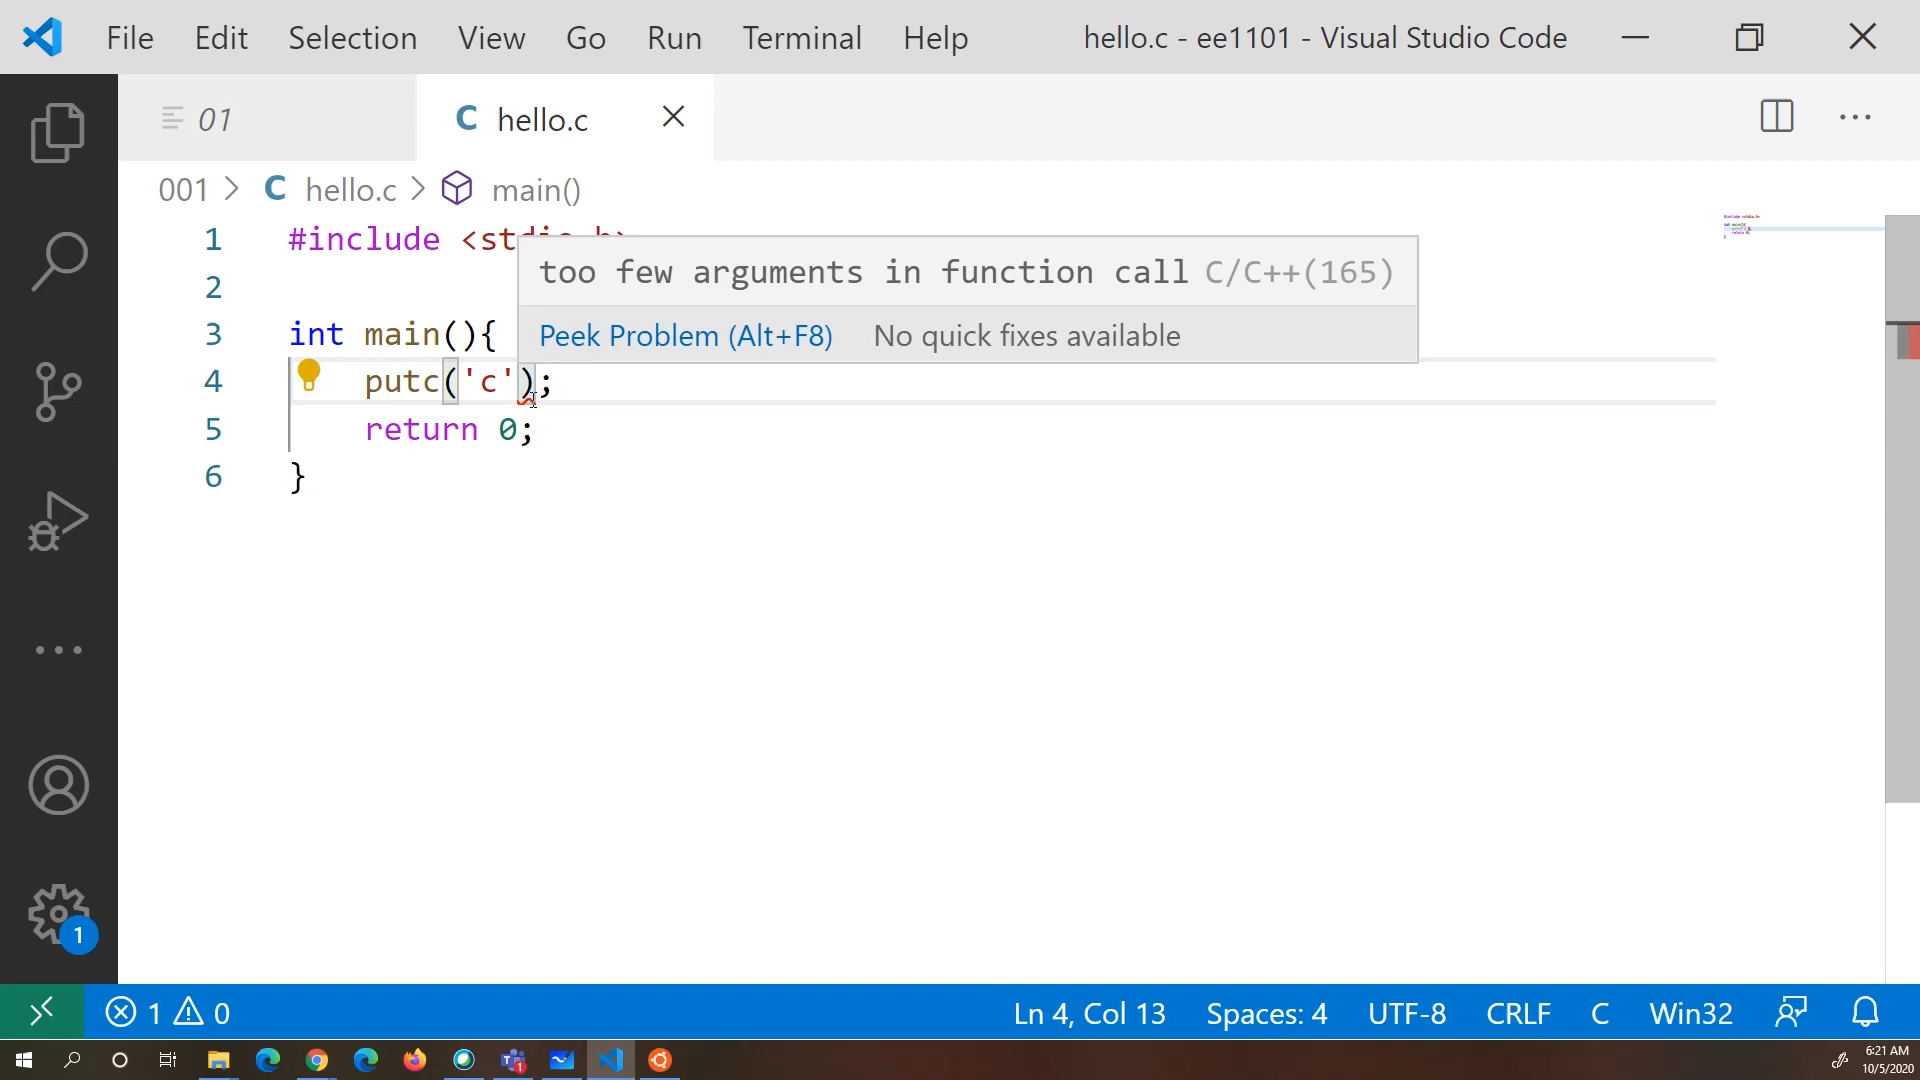 File Edit Selection View Go Run Terminal Help hello.c - ee1101 - Visual Studio Code
01 C hello.c
001 > C hello.c > main()
1 #include <stdio.h>
too few arguments in function call C/C++(165)
2
Peek Problem (Alt+F8) No quick fixes available
3 int main(){
4 putc('c');
5 return 0;
6 }
1
1 0 Ln 4, Col 13 Spaces: 4 UTF-8 CRLF C Win32
6:21 AM
10/5/2020